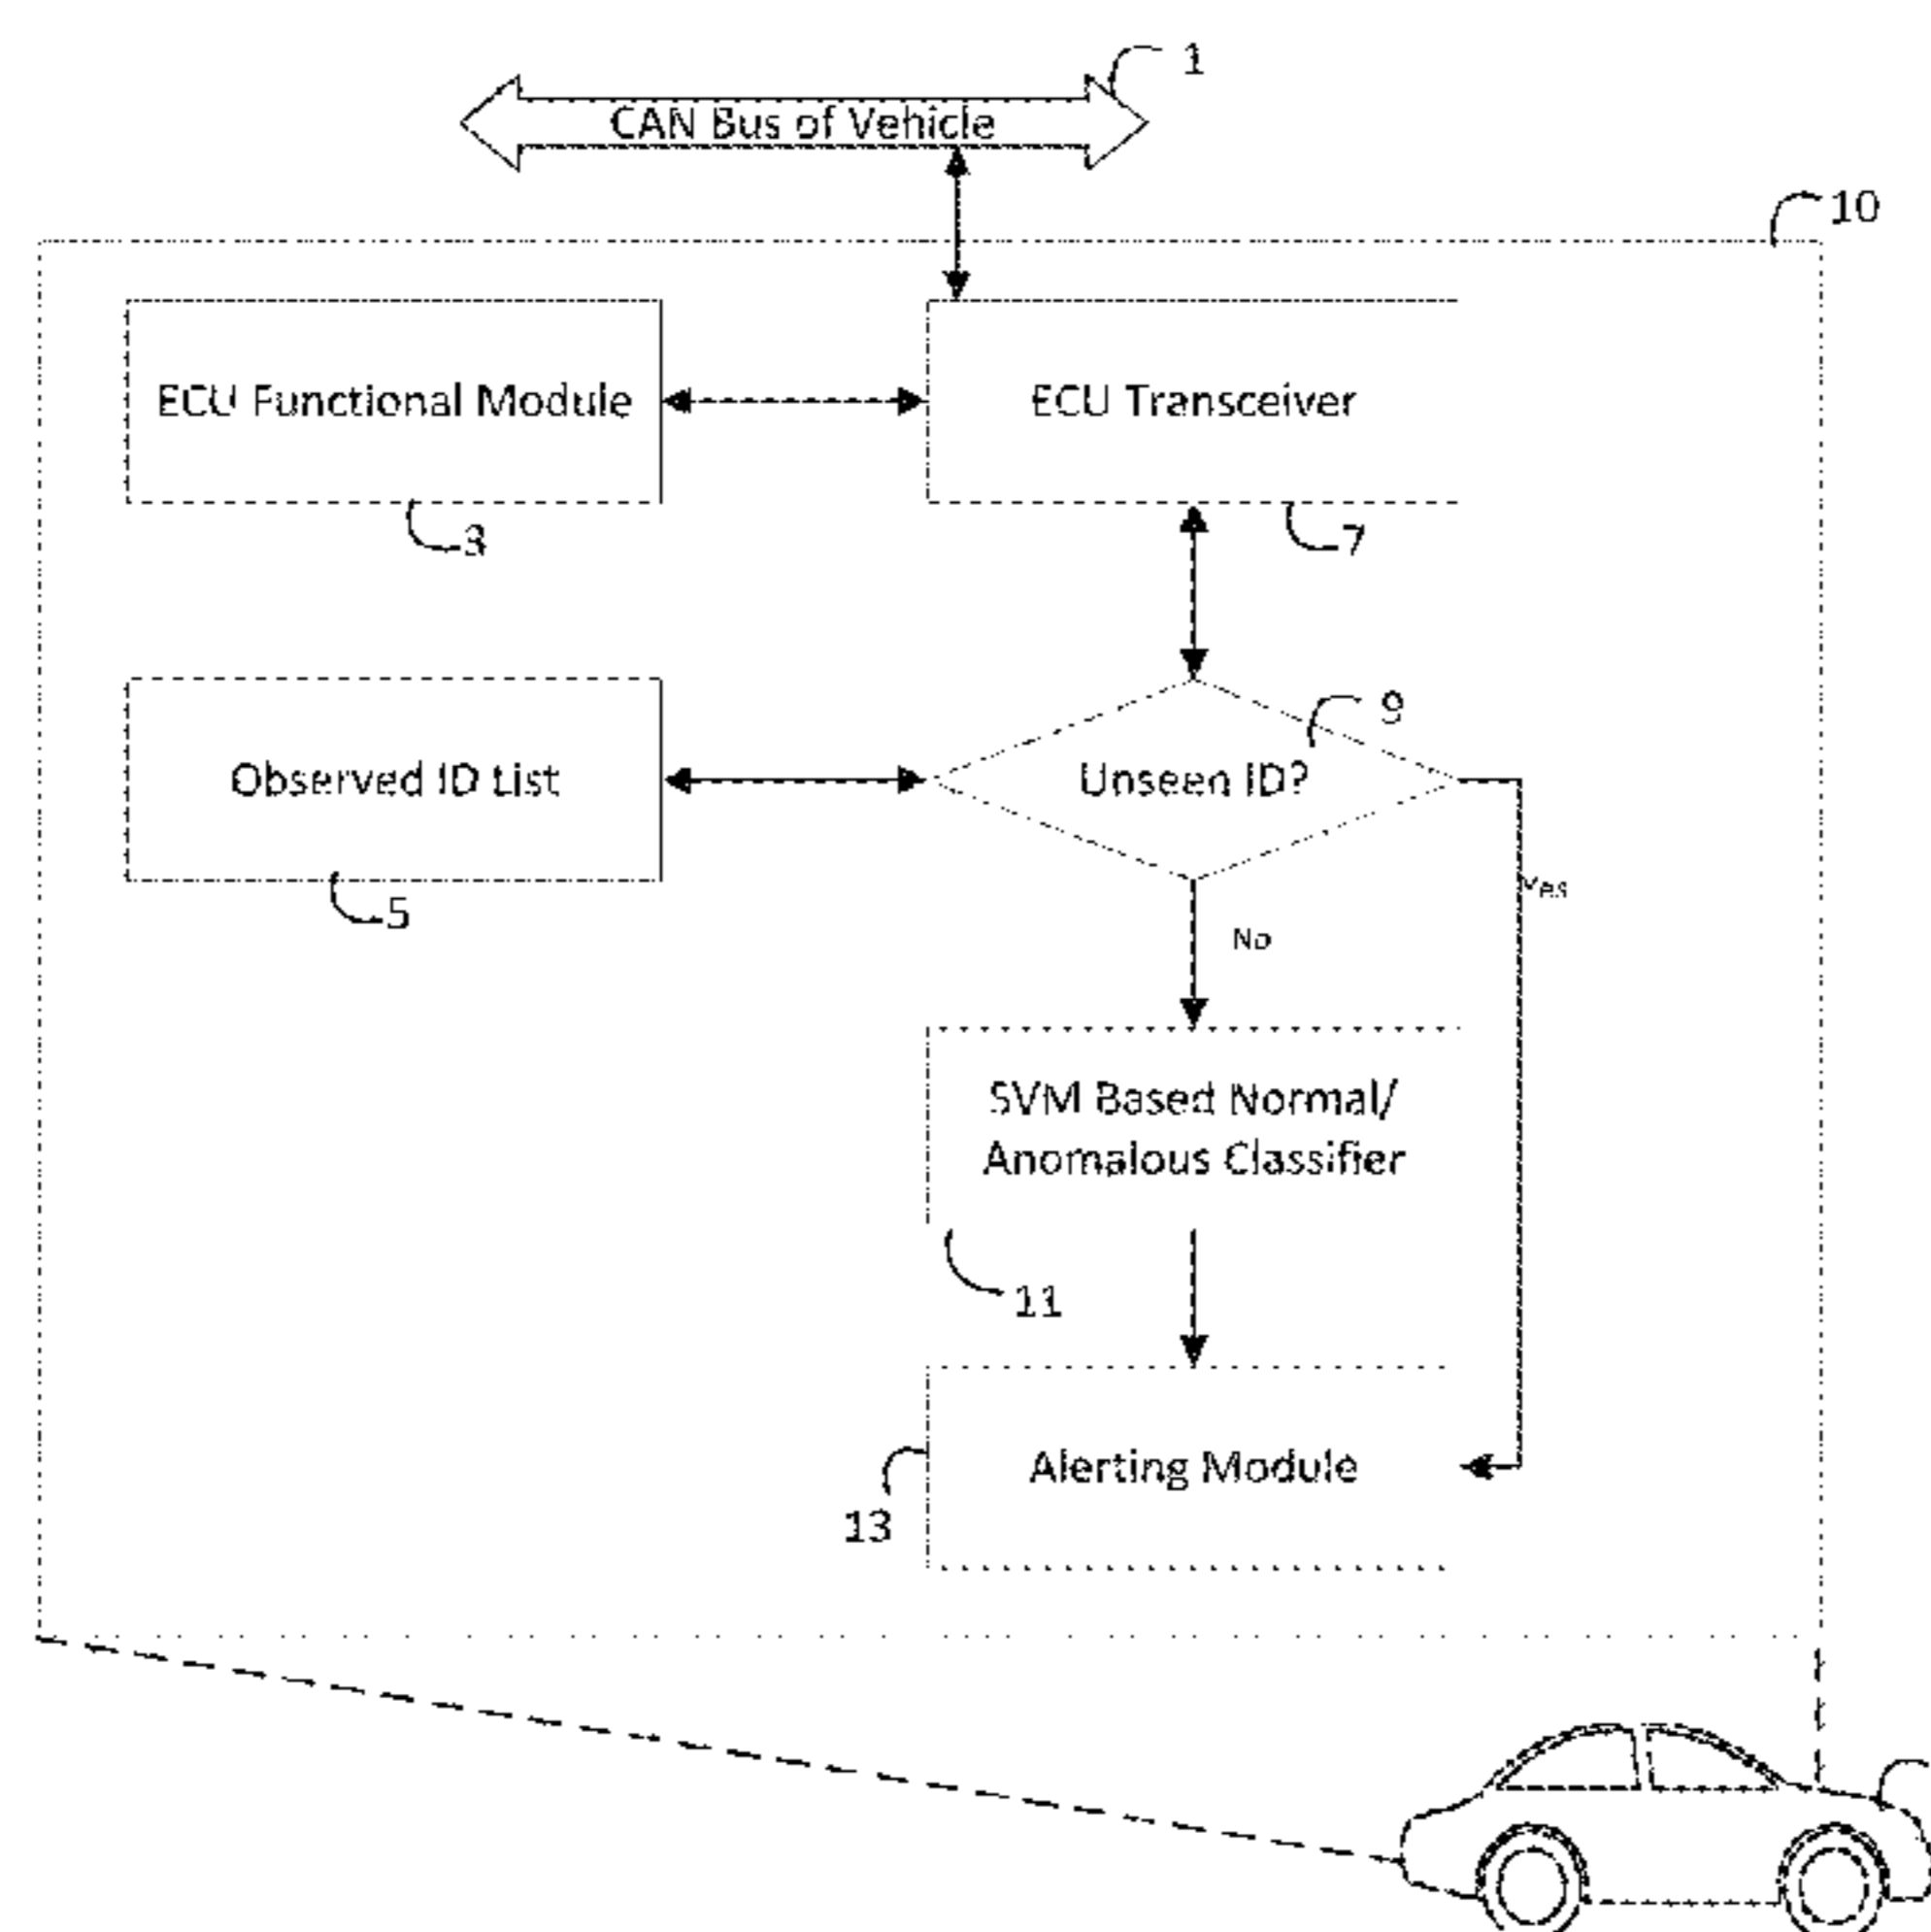 1
CAN Bus of Vehicle
10
ECU Functional Module
ECU Transceiver
3
7
9
Observed ID List
Unseen ID?
5
Yes
No
SVM Based Normal/
Anomalous Classifier
11
Alerting Module
13